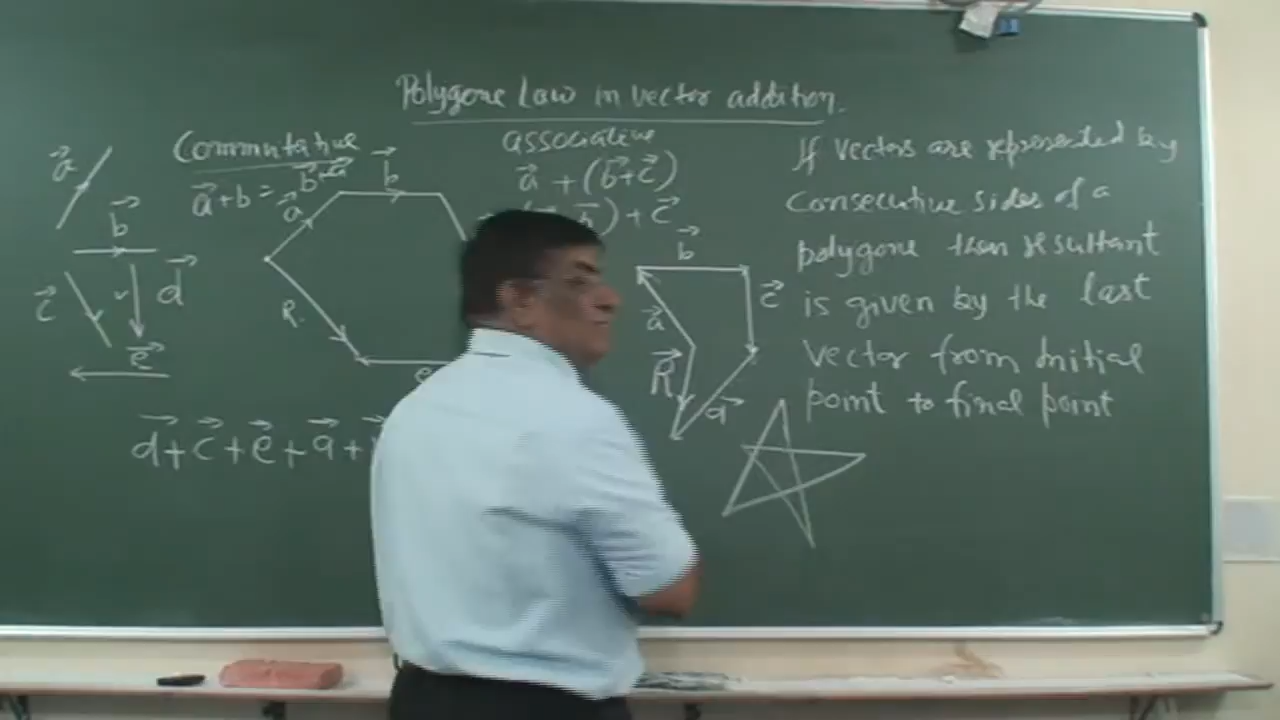 Polygone Law in vector addition.
Commutative
a⃗ + b = b⃗+a⃗
associative
a⃗ + (b⃗+c⃗)
b⃗) + c⃗
If vectors are represented by
consecutive sides of a
polygone then resultant
is given by the last
vector from initial
point to final point
a⃗
b⃗
c⃗
d⃗
e⃗
a⃗
b⃗
R
e
b⃗
c⃗
a⃗
R⃗
d⃗+c⃗+e⃗+a⃗+